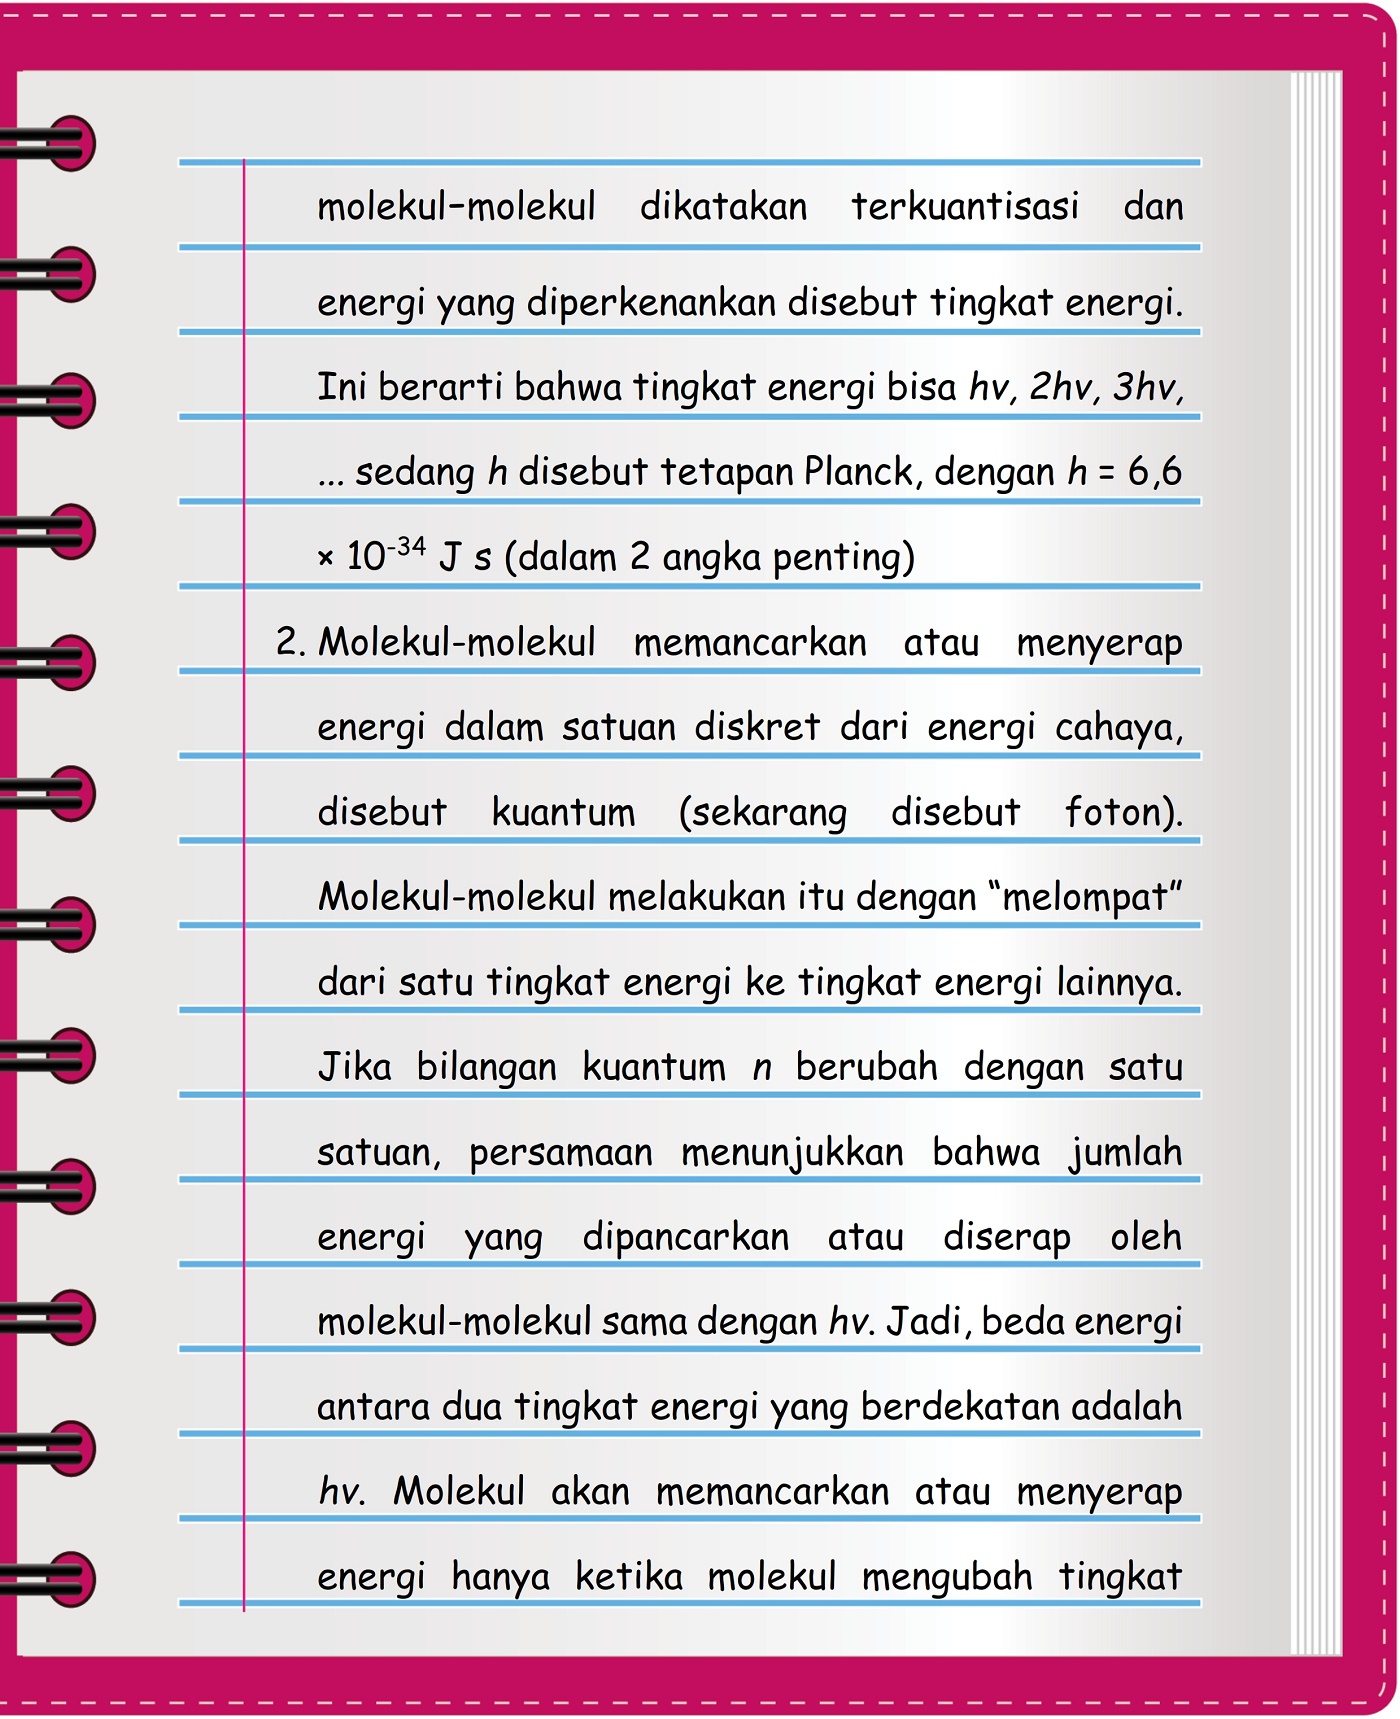 molekul–molekul dikatakan terkuantisasi dan
energi yang diperkenankan disebut tingkat energi.
Ini berarti bahwa tingkat energi bisa hv, 2hv, 3hv,
... sedang h disebut tetapan Planck, dengan h = 6,6
× 10⁻³⁴ J s (dalam 2 angka penting)
2. Molekul-molekul memancarkan atau menyerap
energi dalam satuan diskret dari energi cahaya,
disebut kuantum (sekarang disebut foton).
Molekul-molekul melakukan itu dengan “melompat”
dari satu tingkat energi ke tingkat energi lainnya.
Jika bilangan kuantum n berubah dengan satu
satuan, persamaan menunjukkan bahwa jumlah
energi yang dipancarkan atau diserap oleh
molekul-molekul sama dengan hv. Jadi, beda energi
antara dua tingkat energi yang berdekatan adalah
hv. Molekul akan memancarkan atau menyerap
energi hanya ketika molekul mengubah tingkat